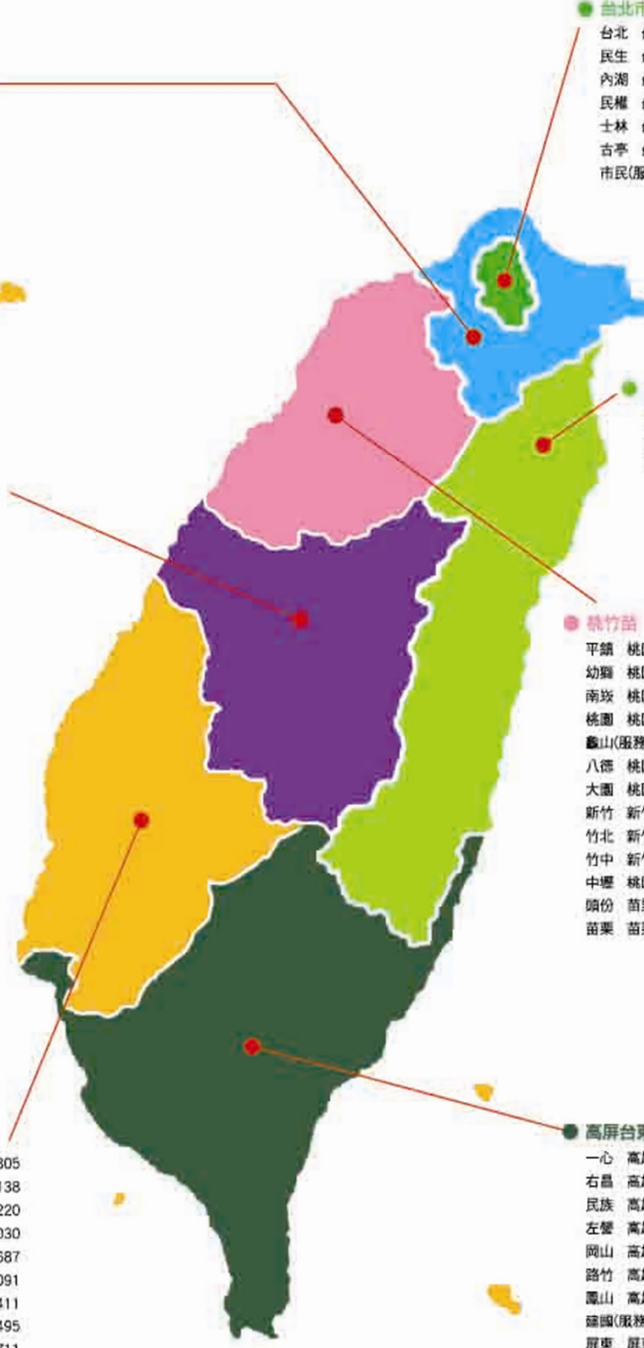 台北市
台北
民生
內湖
民權
士林
古亭
市民(服
桃竹苗
平鎮 桃
幼獅 桃
南崁 桃
桃園 桃
龜山(服務
八德 桃
大園 桃
新竹 新
竹北 新
竹中 新
中壢 桃
頭份 苗
苗栗 苗
高屏台東
一心 高
右昌 高
民族 高
左營 高
岡山 高
路竹 高
鳳山 高
建國(服務
屏東 屏
305
138
220
030
687
091
411
495